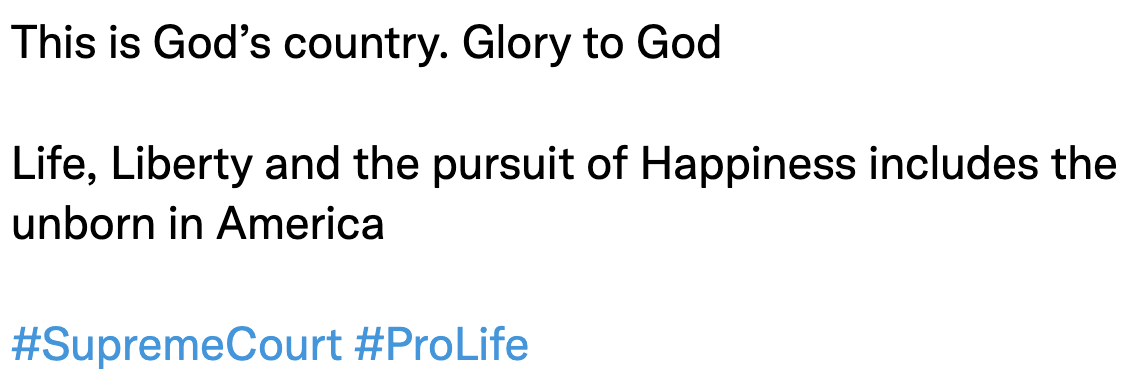 This is God’s country. Glory to God
Life, Liberty and the pursuit of Happiness includes the
unborn in America
#SupremeCourt #ProLife